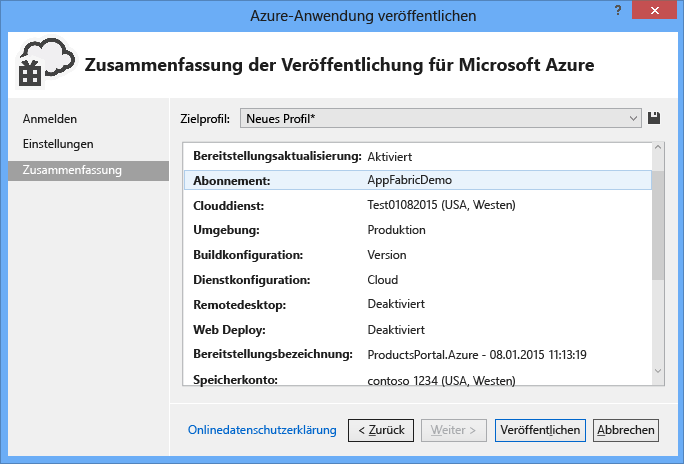 Azure-Anwendung veröffentlichen
?
Zusammenfassung der Veröffentlichung für Microsoft Azure
Anmelden
Einstellungen
Zusammenfassung
Zielprofil: Neues Profil*
Bereitstellungsaktualisierung: Aktiviert
Abonnement: AppFabricDemo
Clouddienst: Test01082015 (USA, Westen)
Umgebung: Produktion
Buildkonfiguration: Version
Dienstkonfiguration: Cloud
Remotedesktop: Deaktiviert
Web Deploy: Deaktiviert
Bereitstellungsbezeichnung: ProductsPortal.Azure - 08.01.2015 11:13:19
Speicherkonto: contoso 1234 (USA, Westen)
Onlinedatenschutzerklärung < Zurück Weiter > Veröffentlichen Abbrechen